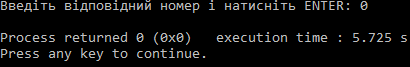 Введіть відповідний номер і натисніть ENTER: 0
Process returned 0 (0x0)   execution time : 5.725 s
Press any key to continue.